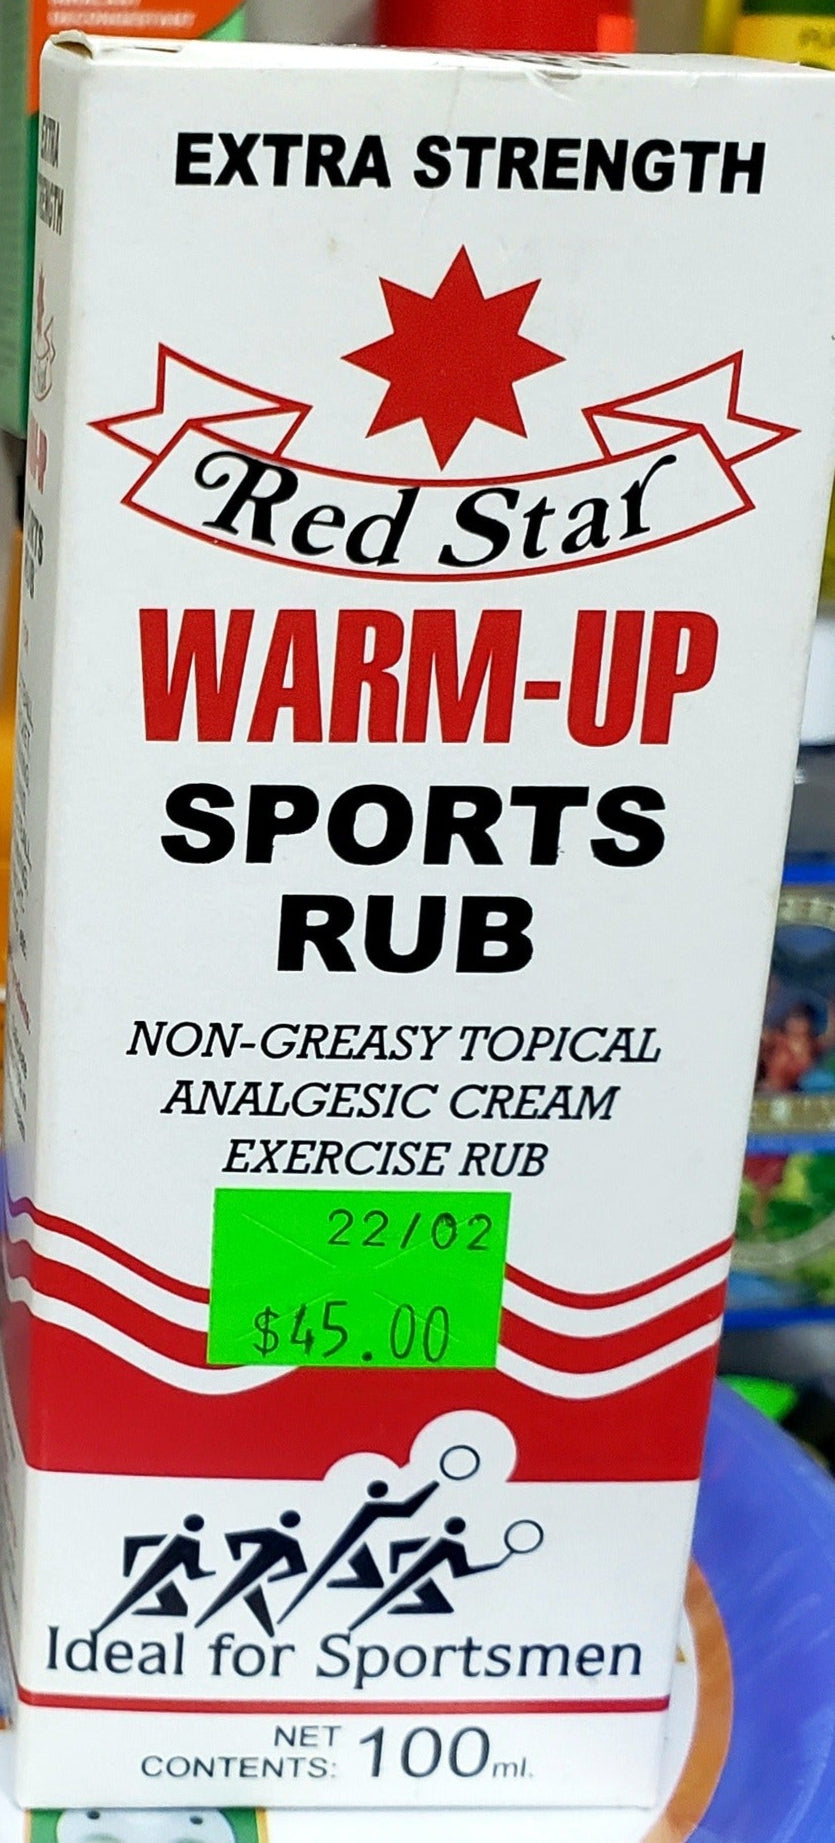 EXTRA STRENGTH
Red Star
WARM-UP
SPORTS
RUB
NON-GREASY TOPICAL
ANALGESIC CREAM
EXERCISE RUB
22/02
$45.00
Ideal for Sportsmen
NET
CONTENTS: 100ml.
EXTRA